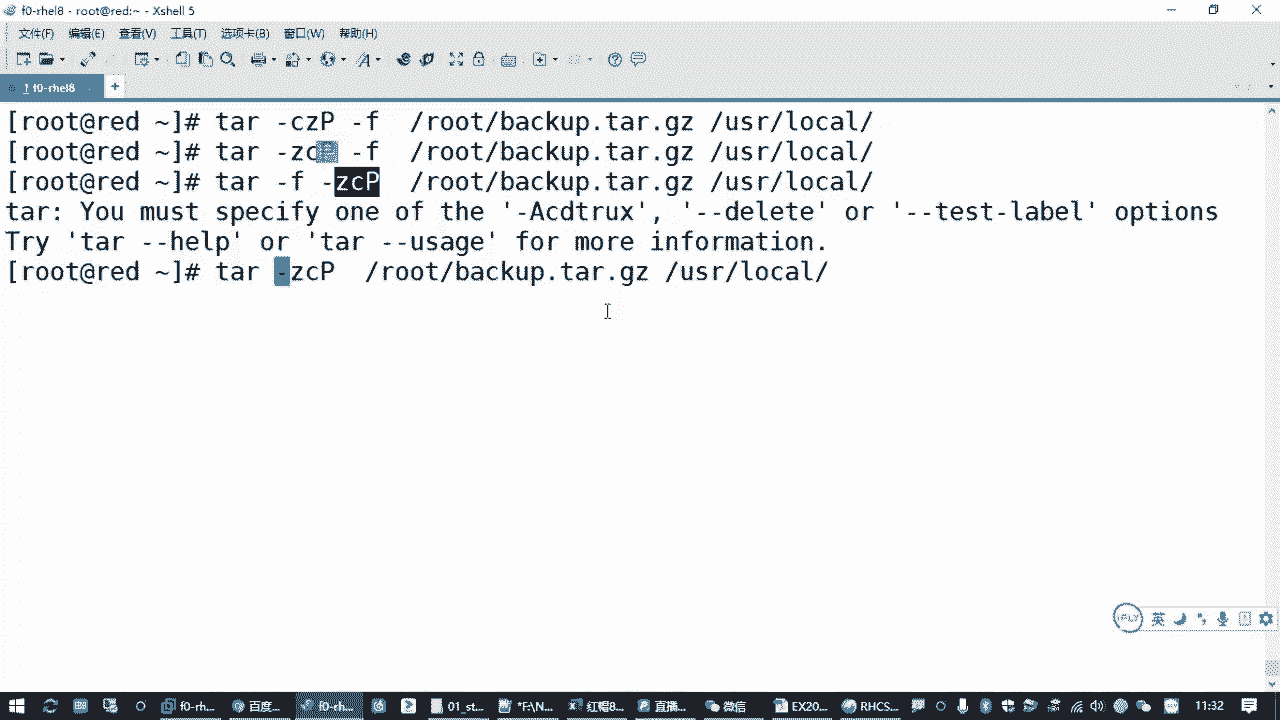 f0-rhel8 - root@red:~ - Xshell 5
文件(F) 编辑(E) 查看(V) 工具(T) 选项卡(B) 窗口(W) 帮助(H)
1 f0-rhel8
[root@red ~]# tar -czP -f  /root/backup.tar.gz /usr/local/
[root@red ~]# tar -zcP -f  /root/backup.tar.gz /usr/local/
[root@red ~]# tar -f -zcP  /root/backup.tar.gz /usr/local/
tar: You must specify one of the '-Acdtrux', '--delete' or '--test-label' options
Try 'tar --help' or 'tar --usage' for more information.
[root@red ~]# tar -zcP  /root/backup.tar.gz /usr/local/
iFLY 英
f0-rh... 百度... f0-rh... 01_st... *F:\N... 红帽8... 直播... 微信 EX20... RHCS... 11:32